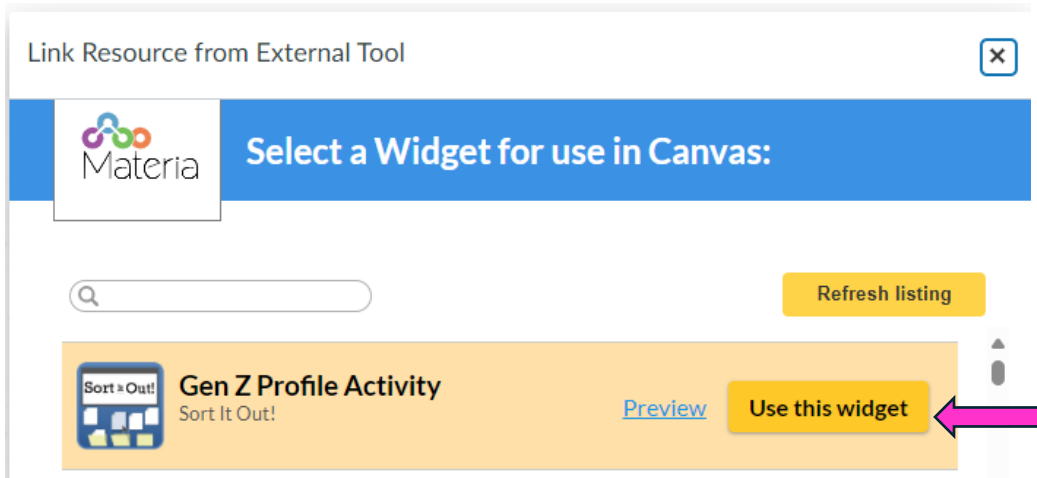 Link Resource from External Tool
Materia
Select a Widget for use in Canvas:
Refresh listing
Sort It Out!
Gen Z Profile Activity
Sort It Out!
Preview
Use this widget